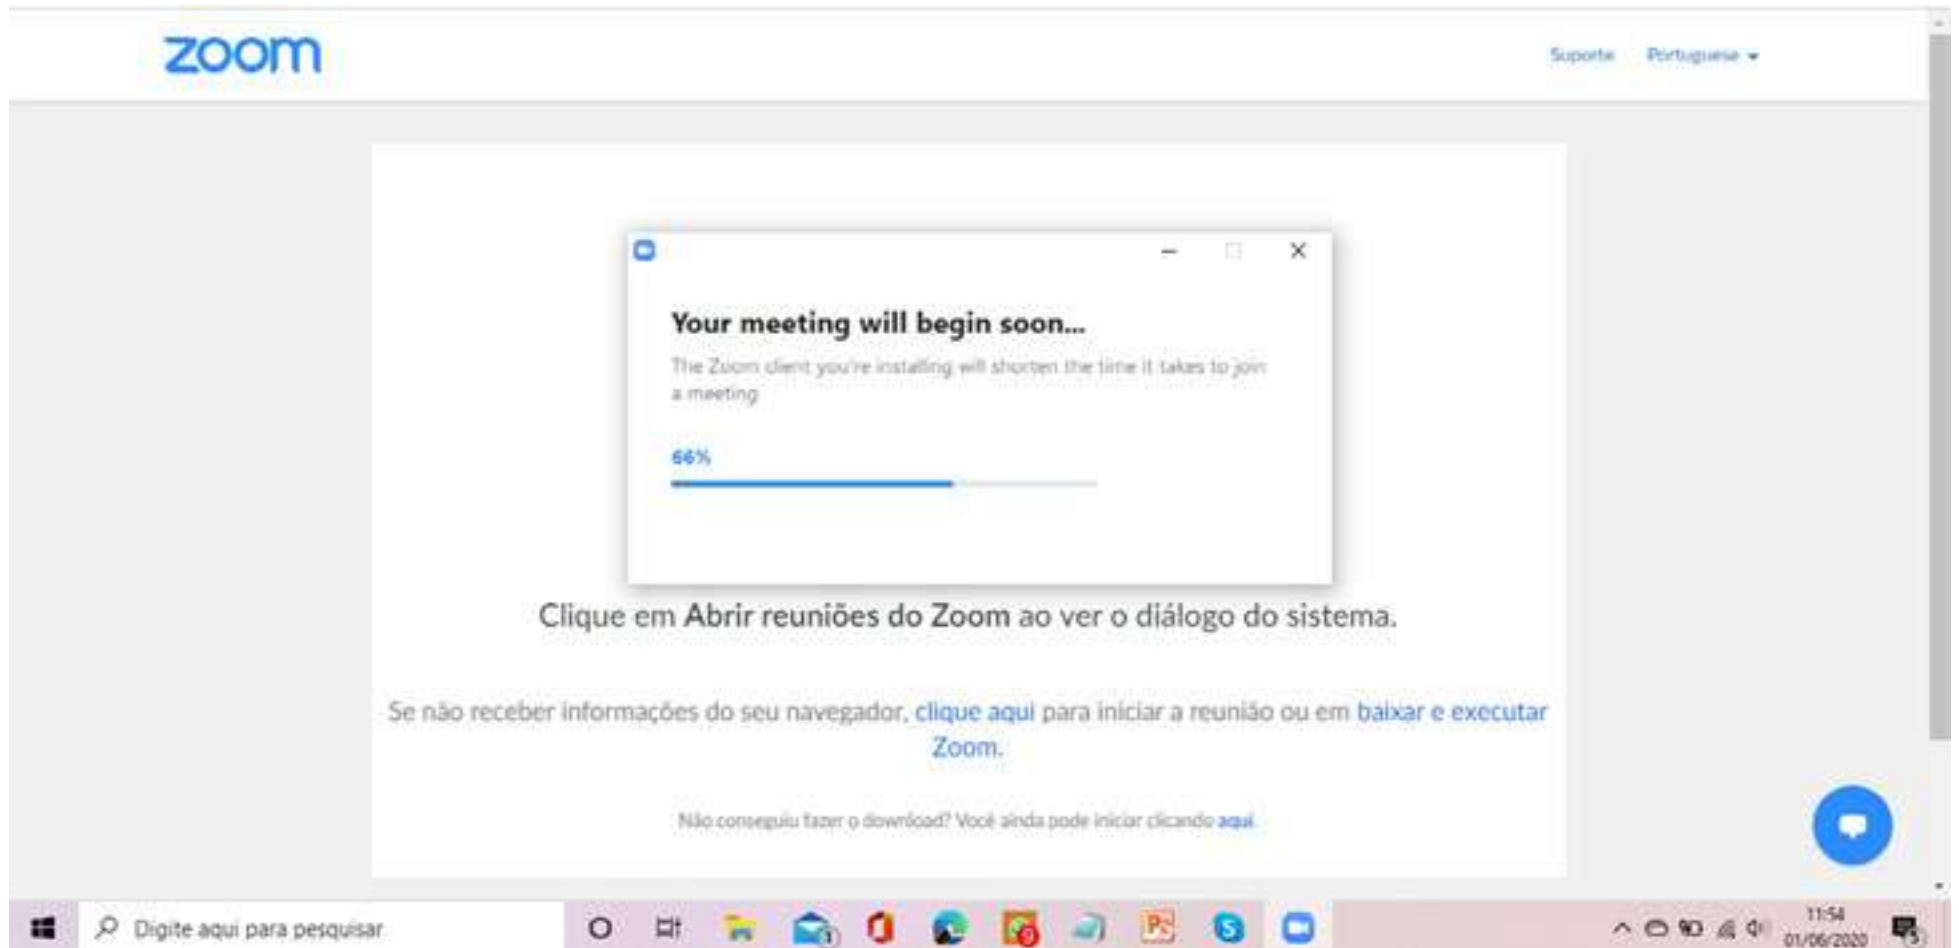 zoom
Suporte Portuguese
Your meeting will begin soon...
The Zoom client you're installing will shorten the time it takes to join
a meeting
66%
Clique em Abrir reuniões do Zoom ao ver o diálogo do sistema.
Se não receber informações do seu navegador, clique aqui para iniciar a reunião ou em baixar e executar
Zoom.
Não conseguiu fazer o download? Você ainda pode iniciar clicando aqui.
Digite aqui para pesquisar
11:54
01/06/2020